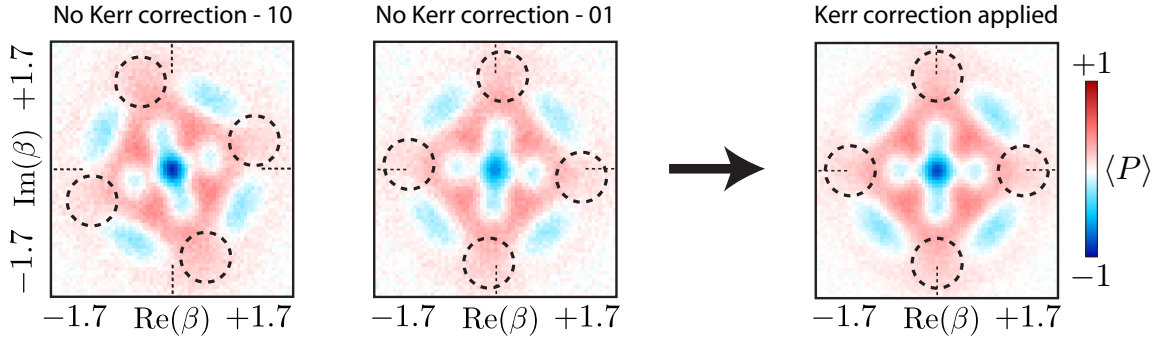 No Kerr correction - 10
No Kerr correction - 01
Kerr correction applied
−1.7 Im(β) +1.7
+1
⟨P⟩
−1
−1.7 Re(β) +1.7
−1.7 Re(β) +1.7
−1.7 Re(β) +1.7